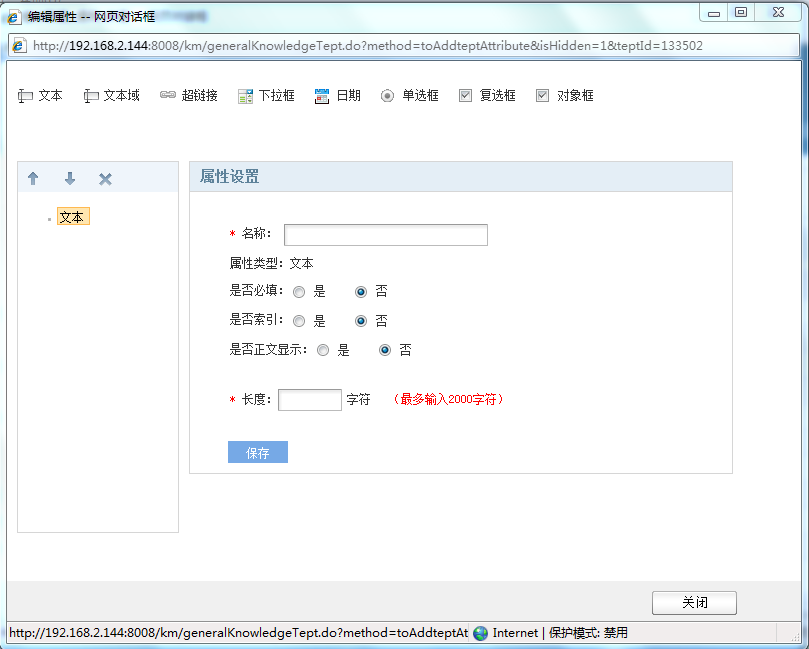 编辑属性 -- 网页对话框
http://192.168.2.144:8008/km/generalKnowledgeTept.do?method=toAddteptAttribute&isHidden=1&teptId=133502
文本 文本域 超链接 下拉框 日期 单选框 复选框 对象框
文本
属性设置
* 名称：
属性类型：文本
是否必填： 是 否
是否索引： 是 否
是否正文显示： 是 否
* 长度： 字符 （最多输入2000字符）
保存
关闭
http://192.168.2.144:8008/km/generalKnowledgeTept.do?method=toAddteptAt Internet | 保护模式: 禁用